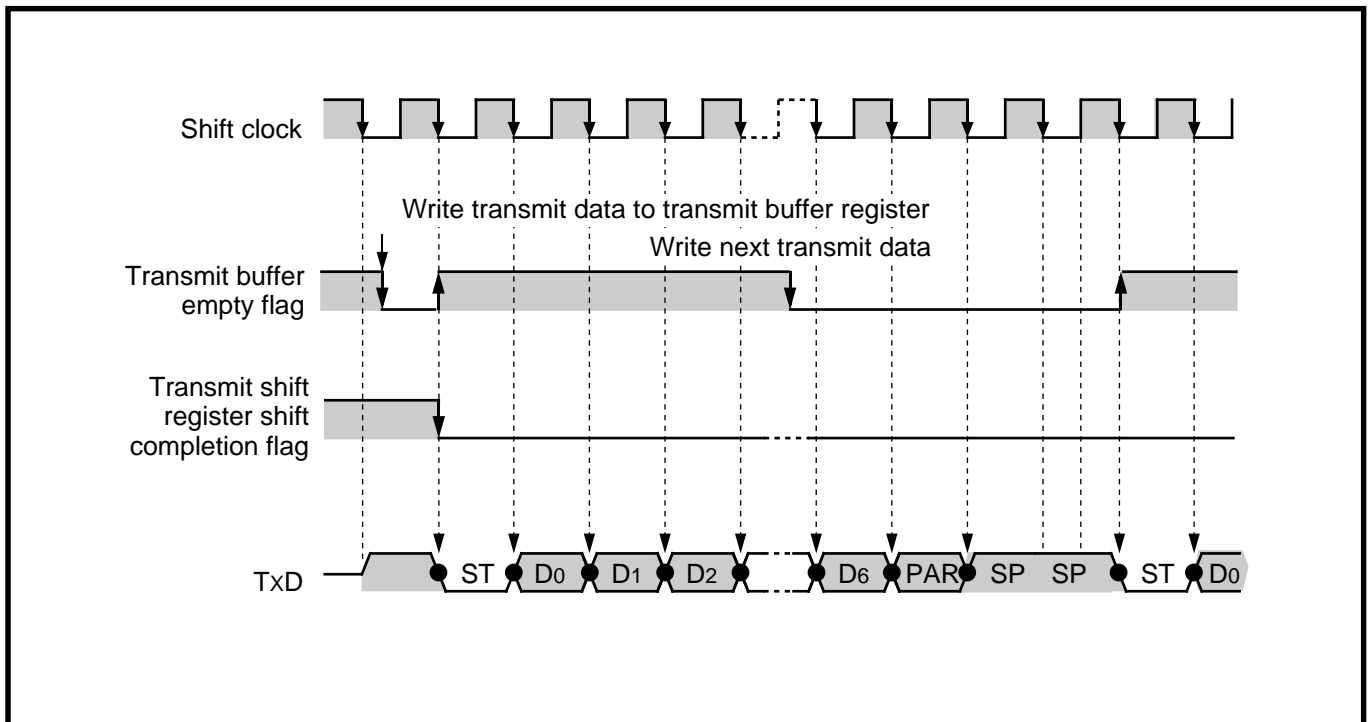 Shift clock
Write transmit data to transmit buffer register
Write next transmit data
Transmit buffer
empty flag
Transmit shift
register shift
completion flag
TxD
ST D0 D1 D2 D6 PAR SP SP ST D0